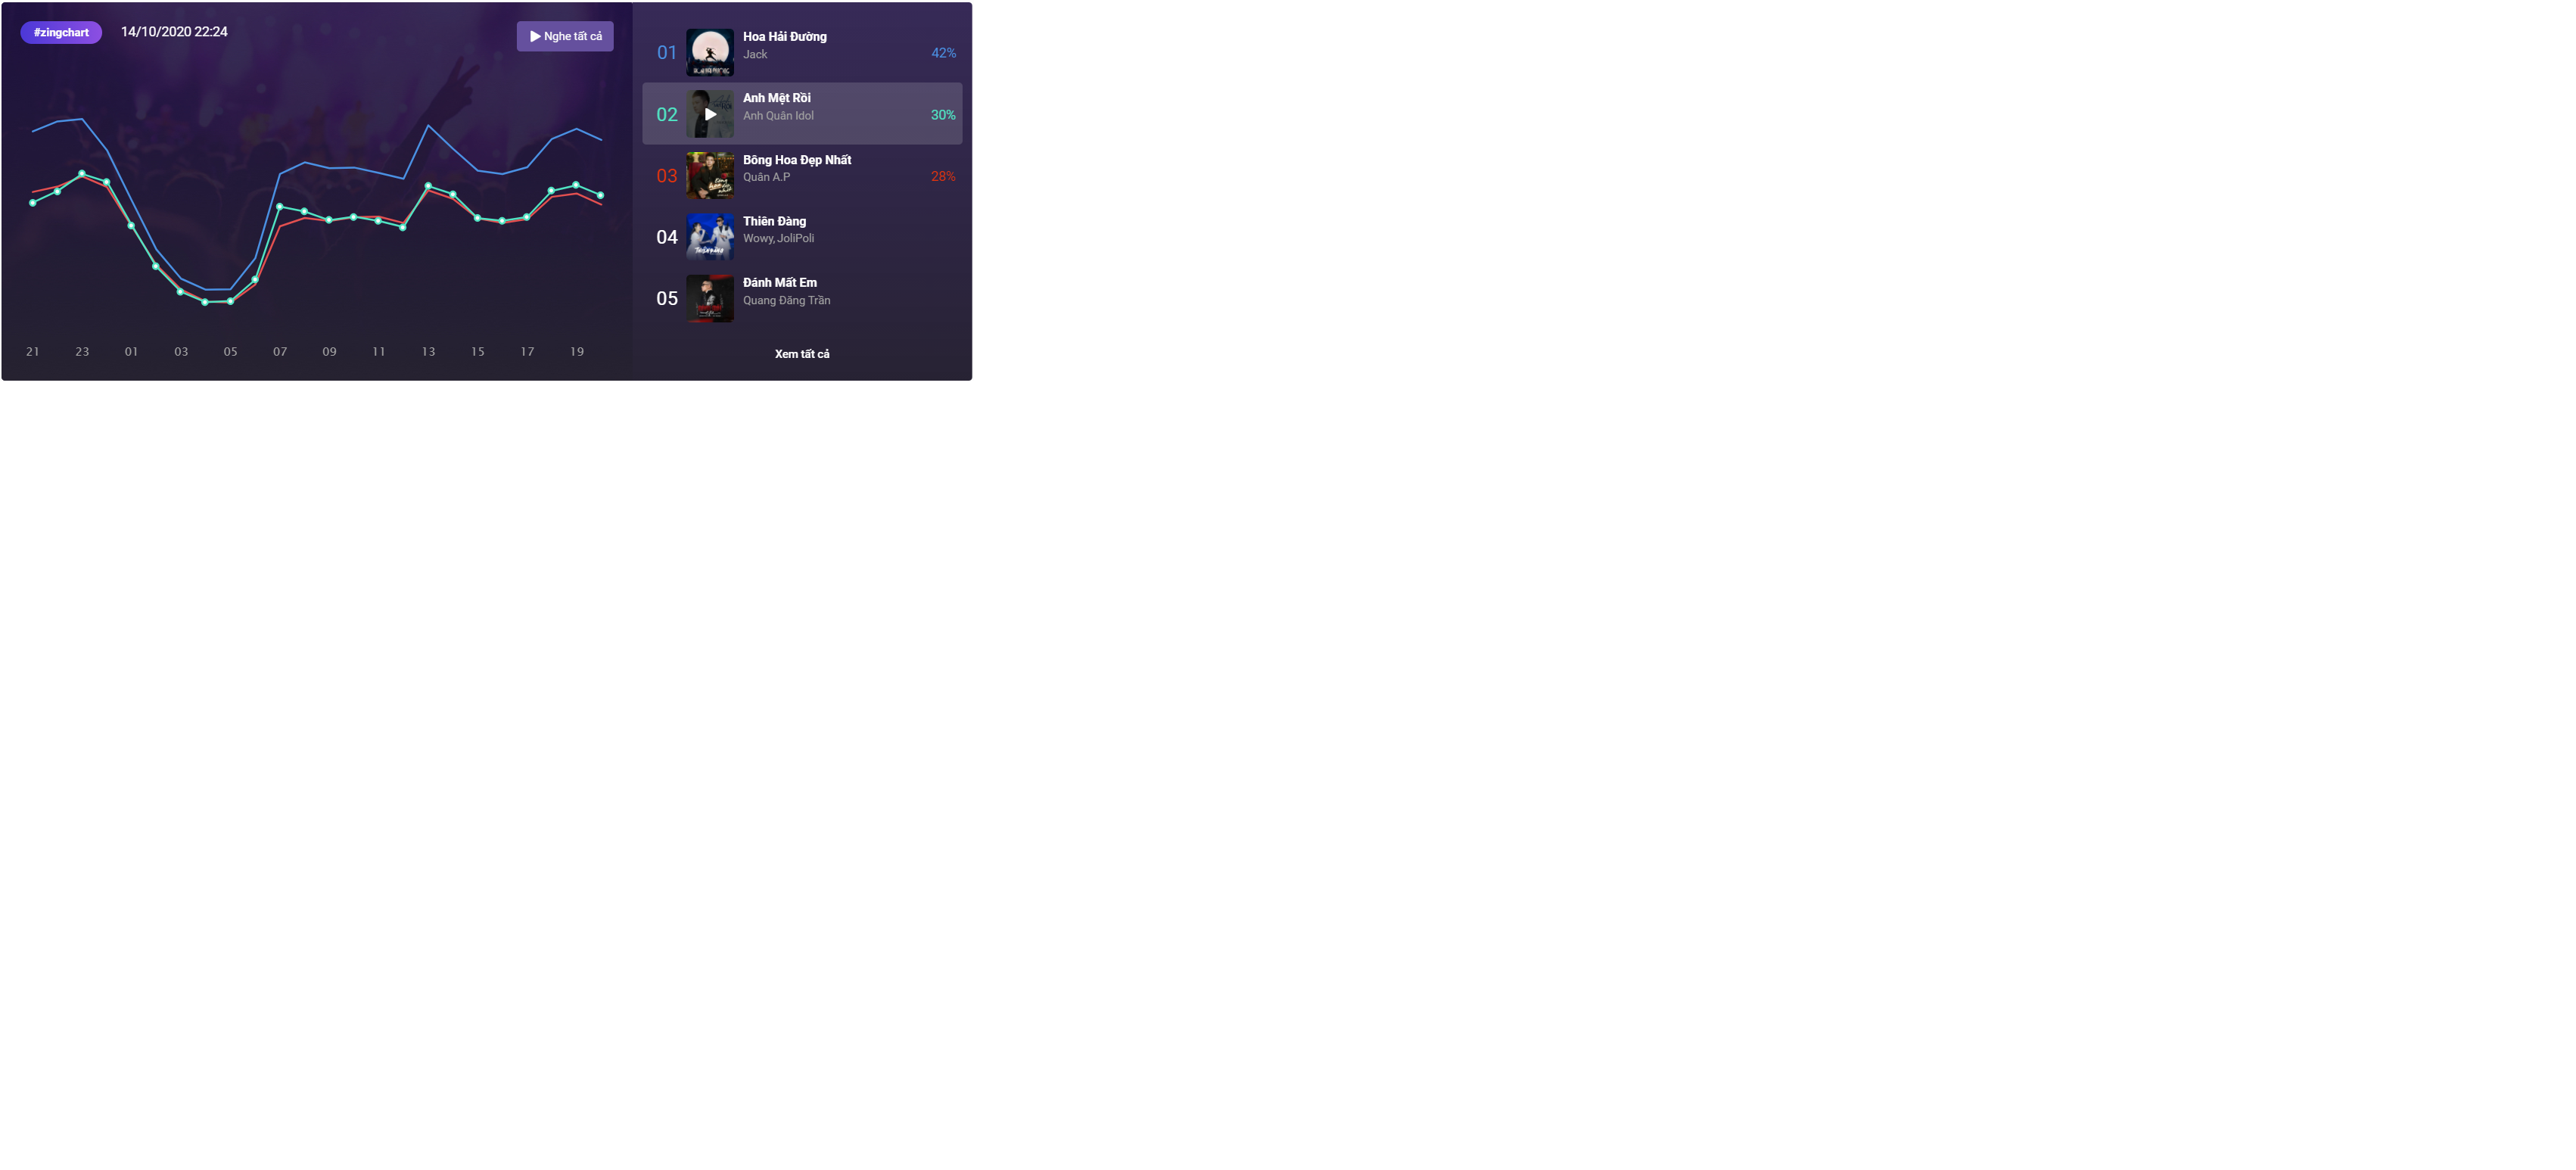 #zingchart
14/10/2020 22:24
Nghe tất cả
21 23 01 03 05 07 09 11 13 15 17 19
01
Hoa Hải Đường
Jack
42%
02
Anh Mệt Rồi
Anh Quân Idol
30%
03
Bông Hoa Đẹp Nhất
Quân A.P
28%
04
Thiên Đàng
Wowy, JoliPoli
05
Đánh Mất Em
Quang Đăng Trần
Xem tất cả